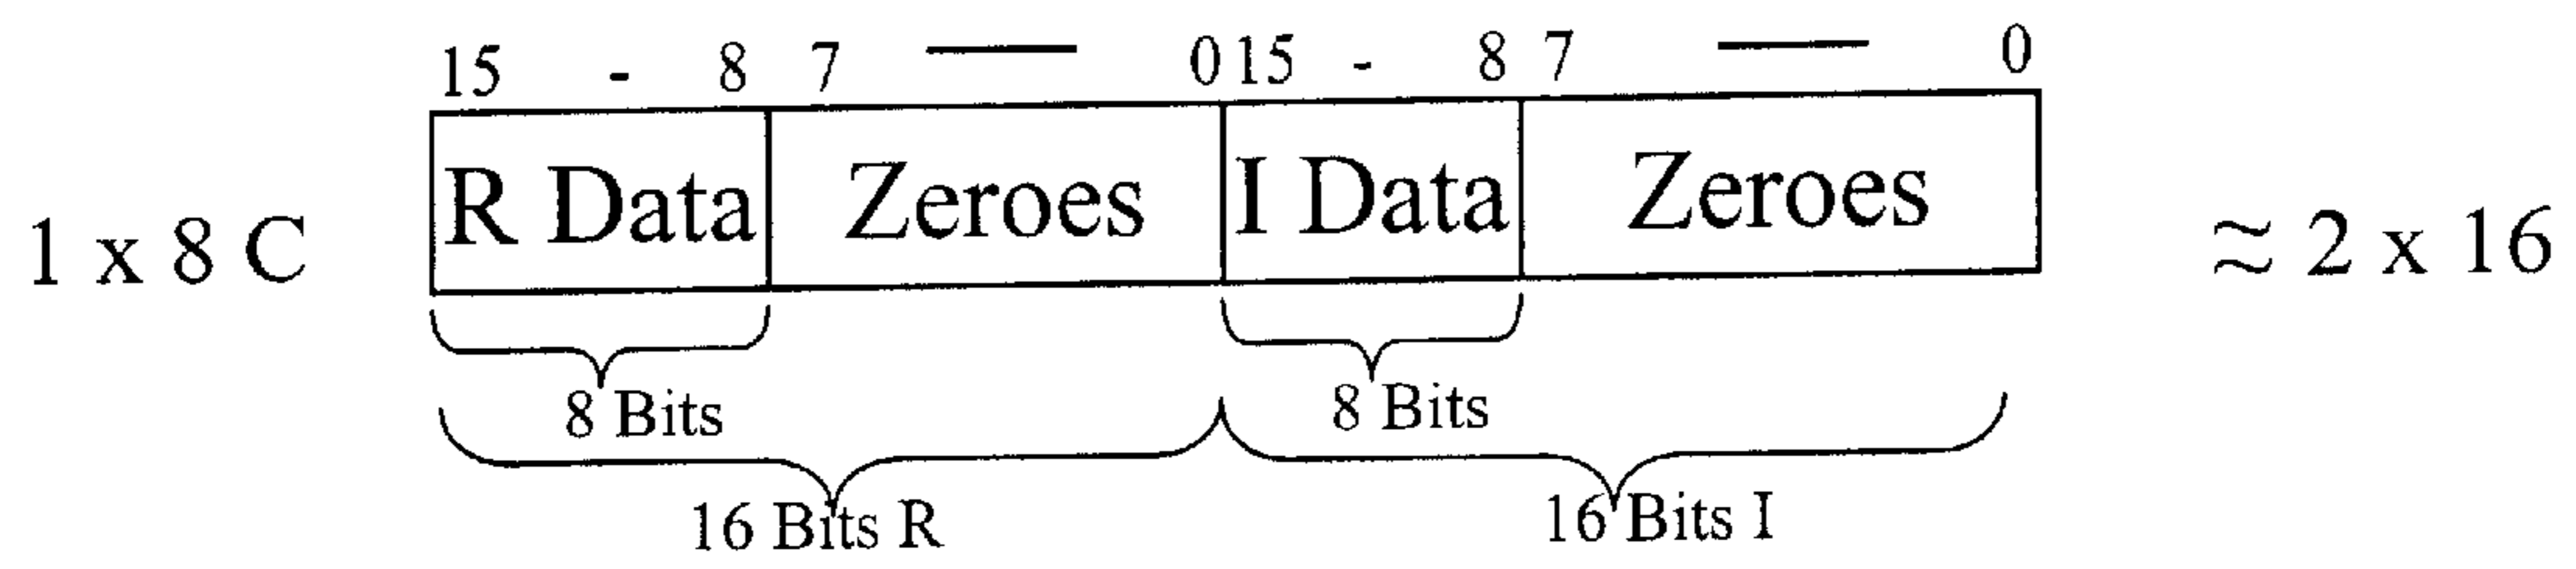 15 - 8 7 — 0 15 - 8 7 — 0
1 x 8 C R Data Zeroes I Data Zeroes ≈ 2 x 16
8 Bits 8 Bits
16 Bits R 16 Bits I